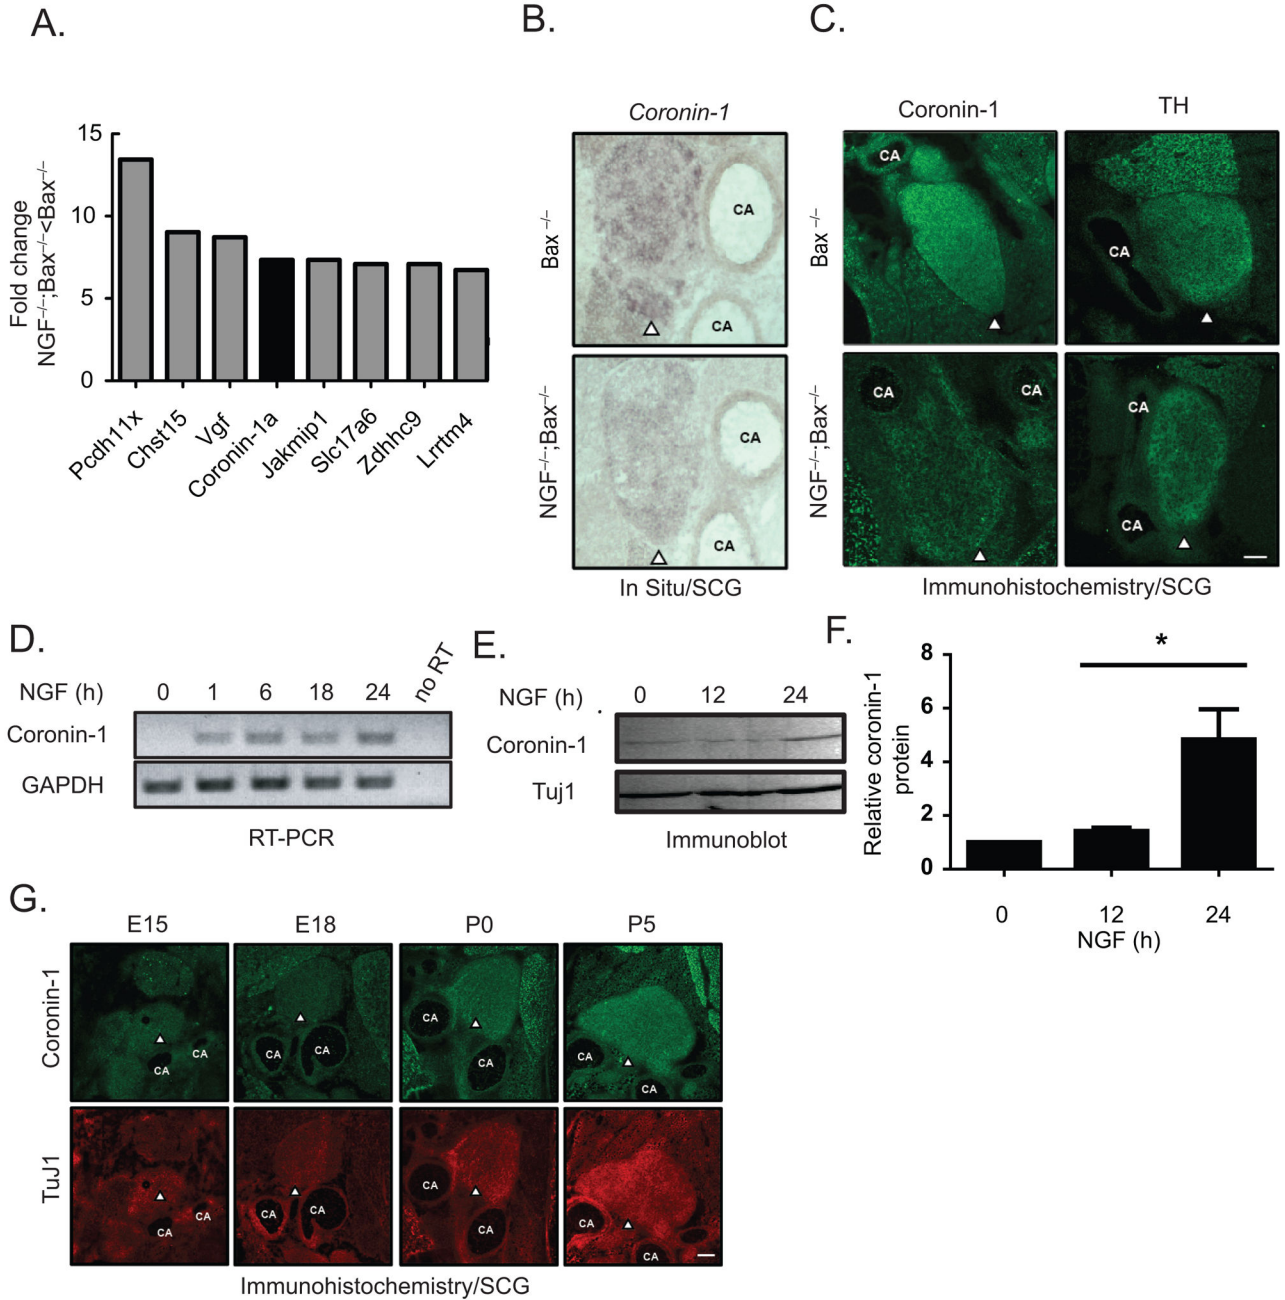 A.
15
10
5
0
Fold change
NGF–/–;Bax–/–<Bax–/–
Pcdh11x
Chst15
Vgf
Coronin-1a
Jakmip1
Slc17a6
Zdhhc9
Lrrtm4
B.
Coronin-1
Bax –/–
CA
CA
NGF–/–;Bax–/–
CA
CA
In Situ/SCG
C.
Coronin-1
TH
Bax –/–
CA
CA
NGF–/–;Bax–/–
CA
CA
CA
CA
Immunohistochemistry/SCG
D.
NGF (h) 0 1 6 18 24 no RT
Coronin-1
GAPDH
RT-PCR
E.
NGF (h) 0 12 24
Coronin-1
Tuj1
Immunoblot
F.
Relative coronin-1
protein
8
6
4
2
0
*
0 12 24
NGF (h)
G.
E15 E18 P0 P5
Coronin-1
CA CA
CA CA
CA CA
CA CA
TuJ1
CA CA
CA CA
CA CA
CA CA
Immunohistochemistry/SCG